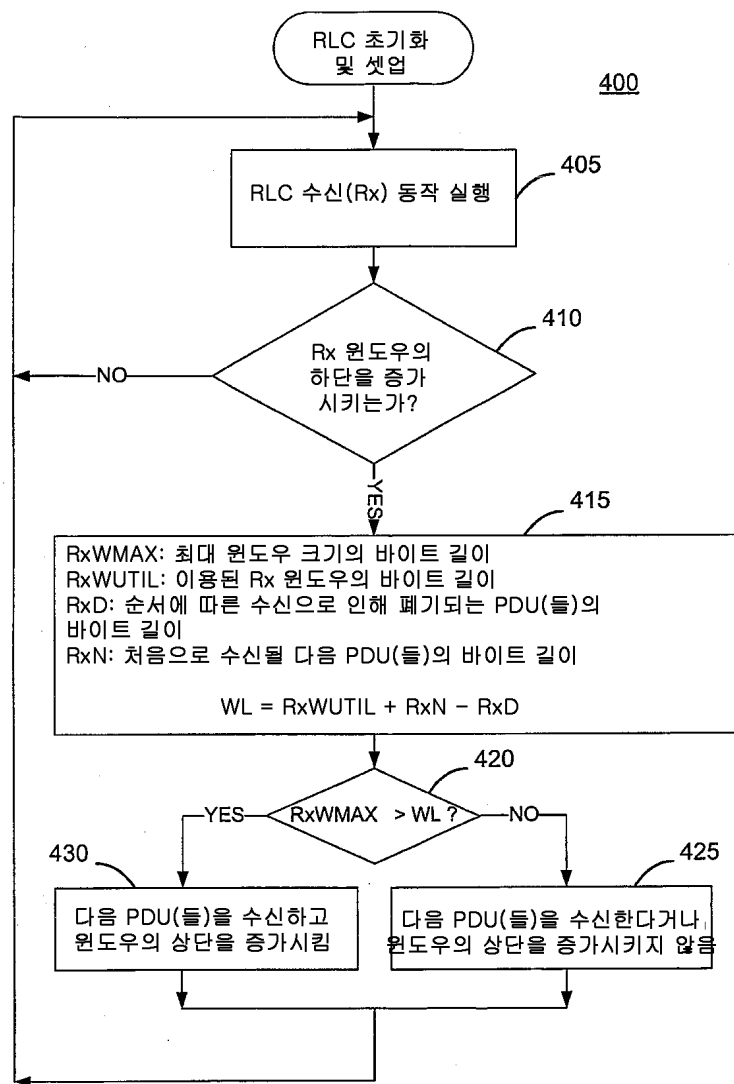 RLC 초기화
및 셋업
400
405
RLC 수신(Rx) 동작 실행
410
Rx 윈도우의
하단을 증가
시키는가?
NO
YES
415
RxWMAX: 최대 윈도우 크기의 바이트 길이
RxWUTIL: 이용된 Rx 윈도우의 바이트 길이
RxD: 순서에 따른 수신으로 인해 폐기되는 PDU(들)의
바이트 길이
RxN: 처음으로 수신될 다음 PDU(들)의 바이트 길이
WL = RxWUTIL + RxN − RxD
420
YES
RxWMAX > WL ?
NO
430
425
다음 PDU(들)을 수신하고
윈도우의 상단을 증가시킴
다음 PDU(들)을 수신한다거나
윈도우의 상단을 증가시키지 않음